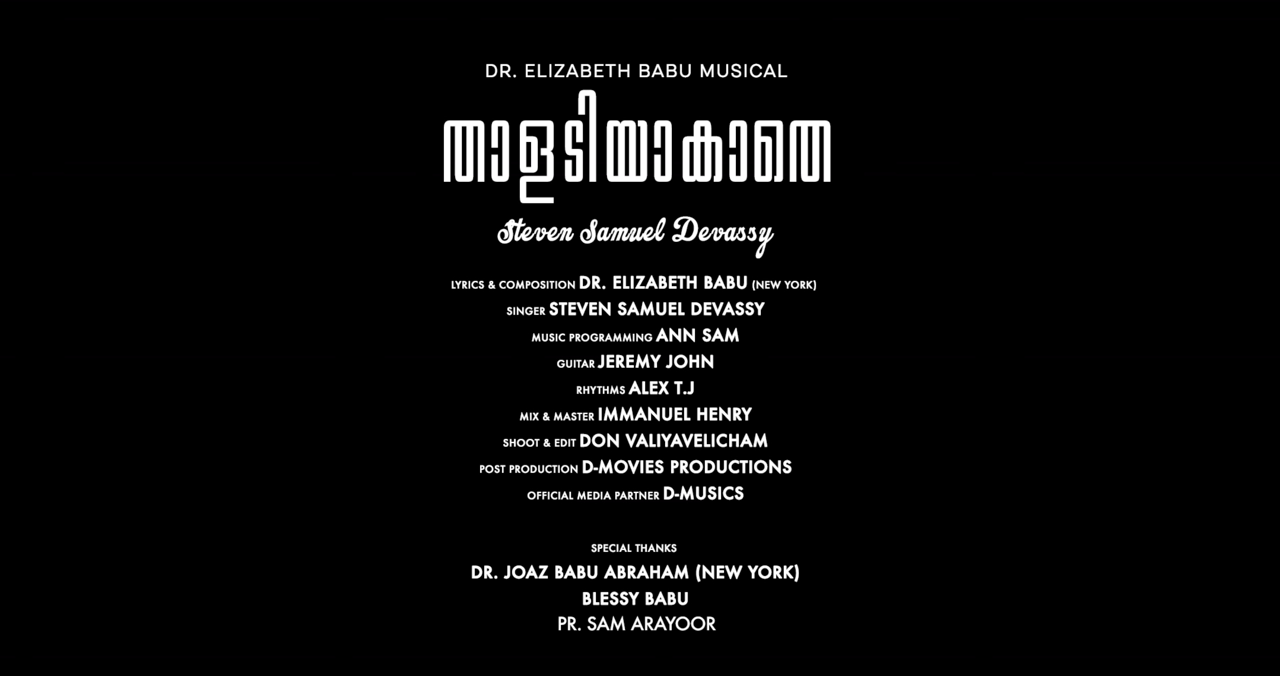 DR. ELIZABETH BABU MUSICAL
താളടിയാകാതെ
Steven Samuel Devassy
LYRICS & COMPOSITION DR. ELIZABETH BABU (NEW YORK)
SINGER STEVEN SAMUEL DEVASSY
MUSIC PROGRAMMING ANN SAM
GUITAR JEREMY JOHN
RHYTHMS ALEX T.J
MIX & MASTER IMMANUEL HENRY
SHOOT & EDIT DON VALIYAVELICHAM
POST PRODUCTION D-MOVIES PRODUCTIONS
OFFICIAL MEDIA PARTNER D-MUSICS
SPECIAL THANKS
DR. JOAZ BABU ABRAHAM (NEW YORK)
BLESSY BABU
PR. SAM ARAYOOR